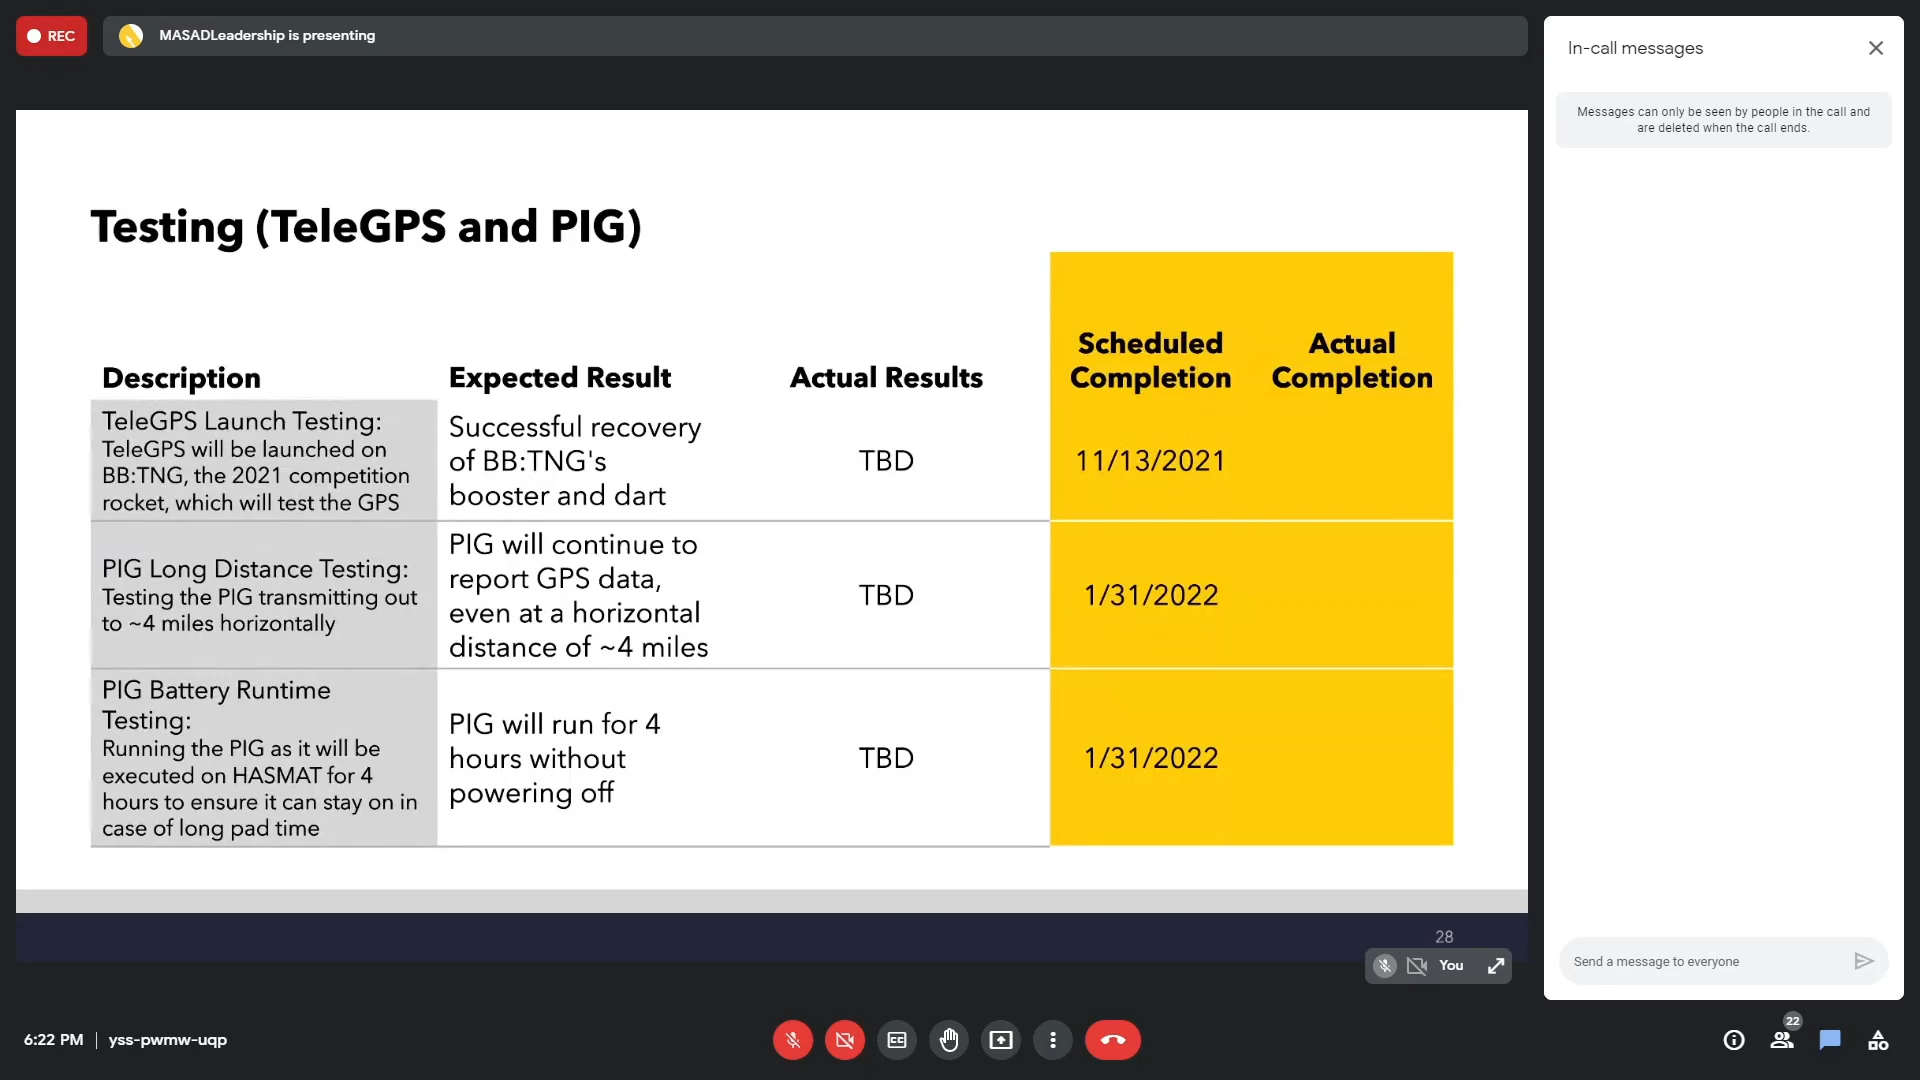 REC
MASADLeadership is presenting
In-call messages
Messages can only be seen by people in the call and
are deleted when the call ends.
Testing (TeleGPS and PIG)
Description
Expected Result
Actual Results
Scheduled
Completion
Actual
Completion
TeleGPS Launch Testing:
TeleGPS will be launched on
BB:TNG, the 2021 competition
rocket, which will test the GPS
Successful recovery
of BB:TNG's
booster and dart
TBD
11/13/2021
PIG Long Distance Testing:
Testing the PIG transmitting out
to ~4 miles horizontally
PIG will continue to
report GPS data,
even at a horizontal
distance of ~4 miles
TBD
1/31/2022
PIG Battery Runtime
Testing:
Running the PIG as it will be
executed on HASMAT for 4
hours to ensure it can stay on in
case of long pad time
PIG will run for 4
hours without
powering off
TBD
1/31/2022
28
You
Send a message to everyone
6:22 PM | yss-pwmw-uqp
CC
22